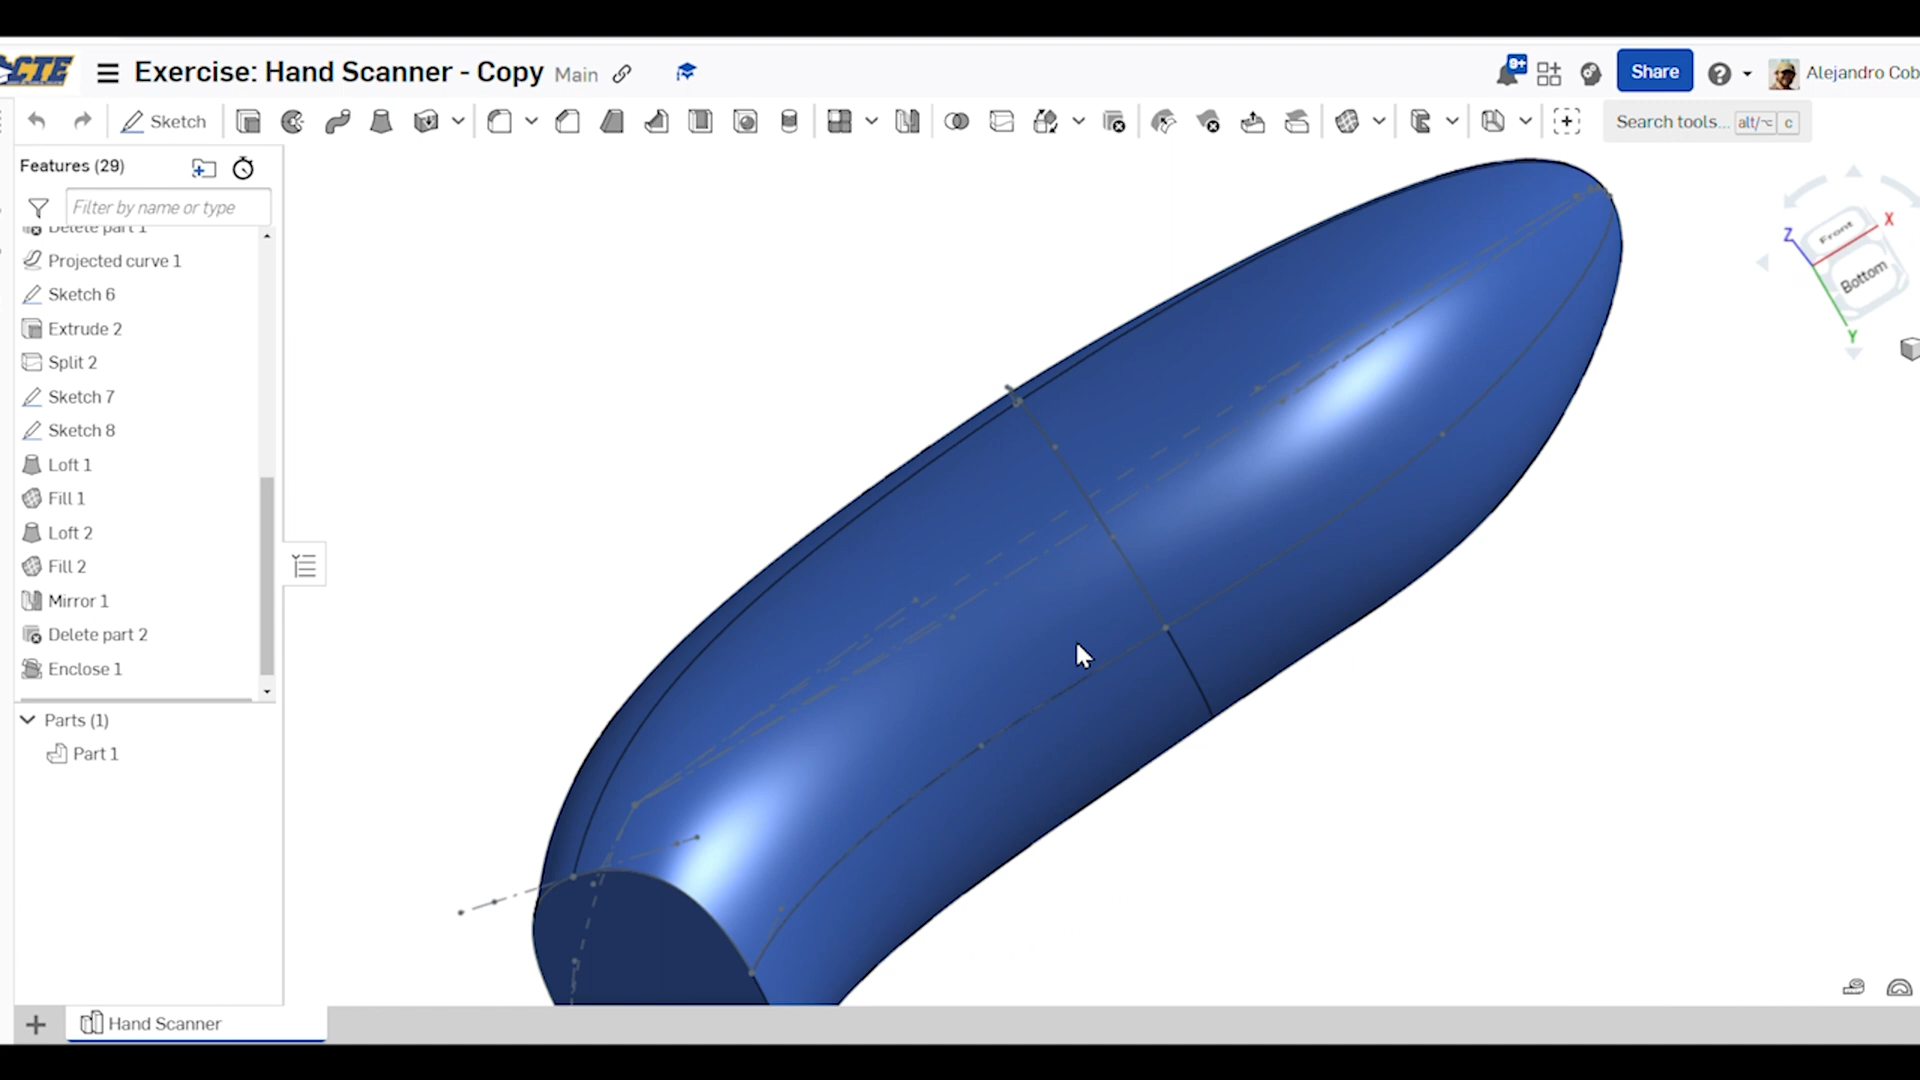 CTE
Exercise: Hand Scanner - Copy Main
9+
Share
?
Alejandro Cob
Sketch
Search tools... alt/⌥ c
Features (29)
Filter by name or type
Delete part 1
Projected curve 1
Sketch 6
Extrude 2
Split 2
Sketch 7
Sketch 8
Loft 1
Fill 1
Loft 2
Fill 2
Mirror 1
Delete part 2
Enclose 1
Parts (1)
Part 1
Z
Front
X
Bottom
Y
Hand Scanner